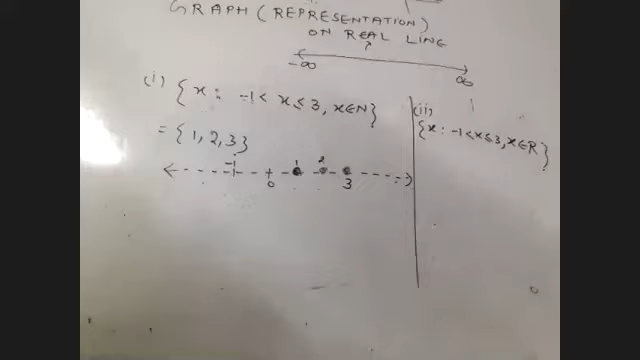 GRAPH (REPRESENTATION)
ON REAL LINE
?
-∞ ∞
(i) {x : -1 < x ≤ 3, x∈N}
= {1, 2, 3}
-1 0 1 2 3
(ii)
{x : -1 < x ≤ 3, x∈R}